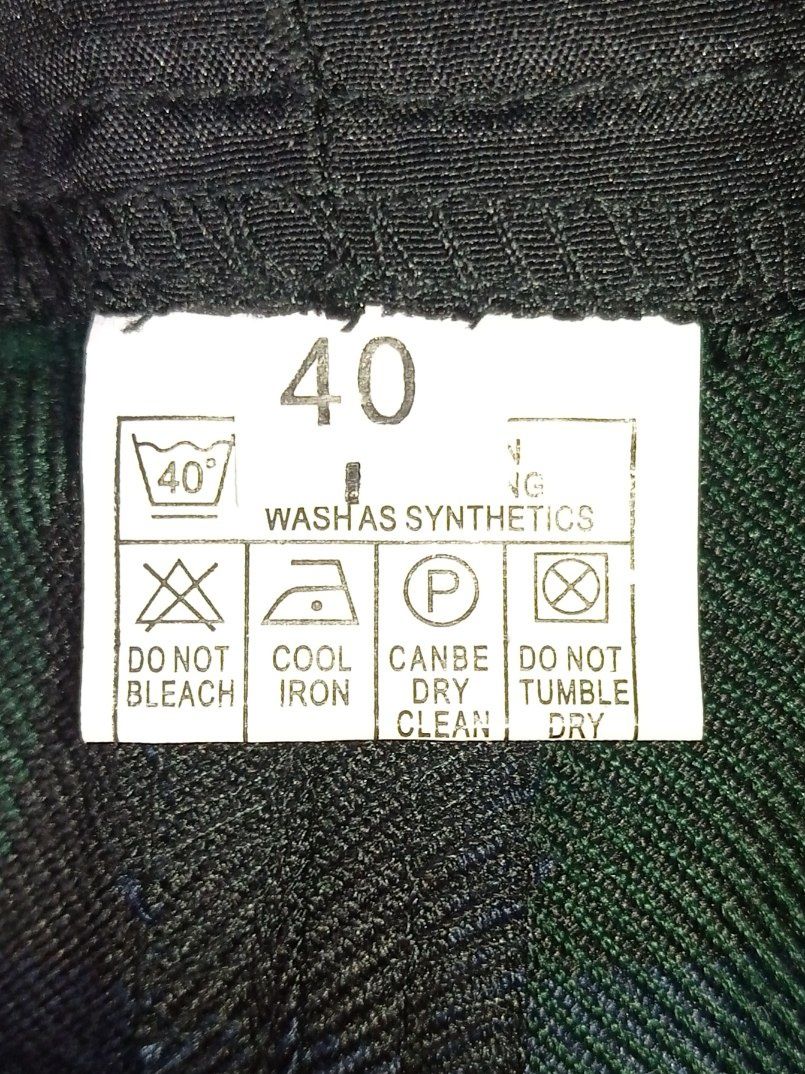 40
40°
WASH AS SYNTHETICS
DO NOT
BLEACH
COOL
IRON
P
CANBE
DRY
CLEAN
DO NOT
TUMBLE
DRY